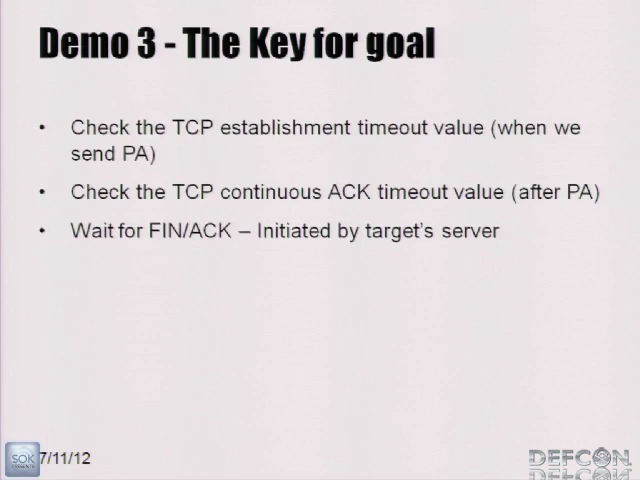 Demo 3 - The Key for goal
• Check the TCP establishment timeout value (when we
send PA)
• Check the TCP continuous ACK timeout value (after PA)
• Wait for FIN/ACK – Initiated by target's server
SOK
7/11/12
DEFCON